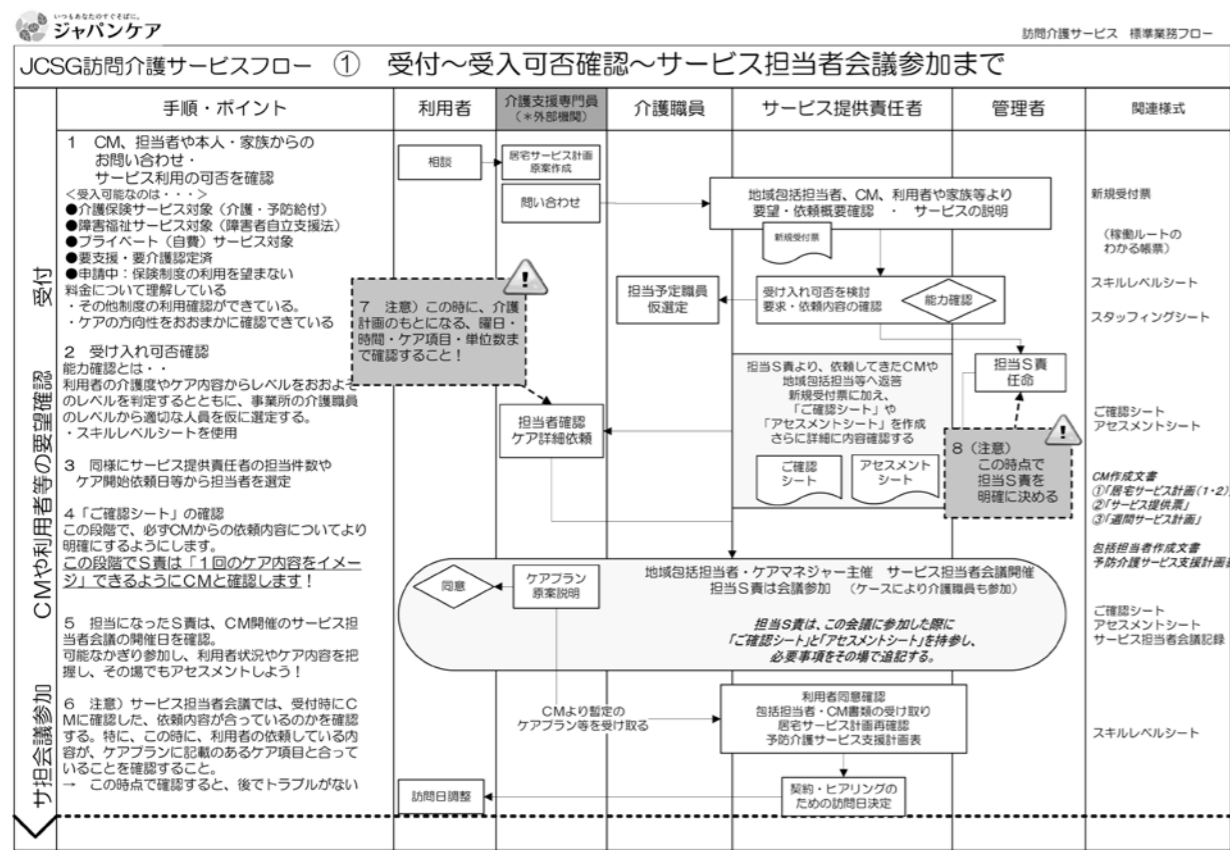 いつもあなたのすぐそばに。
ジャパンケア
訪問介護サービス 標準業務フロー
JCSG訪問介護サービスフロー ① 受付～受入可否確認～サービス担当者会議参加まで
手順・ポイント
利用者
介護支援専門員
（＊外部機関）
介護職員
サービス提供責任者
管理者
関連様式
受付
CMや利用者等の要望確認
サ担会議参加
1 CM、担当者や本人・家族からの
お問い合わせ・
サービス利用の可否を確認
＜受入可能なのは・・・＞
●介護保険サービス対象（介護・予防給付）
●障害福祉サービス対象（障害者自立支援法）
●プライベート（自費）サービス対象
●要支援・要介護認定済
●申請中：保険制度の利用を望まない
料金について理解している
・その他制度の利用確認ができている。
・ケアの方向性をおおまかに確認できている
2 受け入れ可否確認
能力確認とは・・
利用者の介護度やケア内容からレベルをおおよそ
のレベルを判定するとともに、事業所の介護職員
のレベルから適切な人員を仮に選定する。
・スキルレベルシートを使用
3 同様にサービス提供責任者の担当件数や
ケア開始依頼日等から担当者を選定
4「ご確認シート」の確認
この段階で、必ずCMからの依頼内容についてより
明確にするようにします。
この段階でS責は「1回のケア内容をイメー
ジ」できるようにCMと確認します！
5 担当になったS責は、CM開催のサービス担
当者会議の開催日を確認。
可能なかぎり参加し、利用者状況やケア内容を把
握し、その場でもアセスメントしよう！
6 注意）サービス担当者会議では、受付時にC
Mに確認した、依頼内容が合っているのかを確認
する。特に、この時に、利用者の依頼している内
容が、ケアプランに記載のあるケア項目と合って
いることを確認すること。
→ この時点で確認すると、後でトラブルがない
相談
居宅サービス計画
原案作成
問い合わせ
地域包括担当者、CM、利用者や家族等より
要望・依頼概要確認 ・ サービスの説明
新規受付票
担当予定職員
仮選定
受け入れ可否を検討
要求・依頼内容の確認
能力確認
7 注意）この時に、介護
計画のもとになる、曜日・
時間・ケア項目・単位数ま
で確認すること！
担当S責
任命
担当S責より、依頼してきたCMや
地域包括担当等へ返答
新規受付票に加え、
「ご確認シート」や
「アセスメントシート」を作成
さらに詳細に内容確認する
担当者確認
ケア詳細依頼
ご確認
シート
アセスメント
シート
8（注意）
この時点で
担当S責を
明確に決める
同意
ケアプラン
原案説明
地域包括担当者・ケアマネジャー主催 サービス担当者会議開催
担当S責は会議参加 （ケースにより介護職員も参加）
担当S責は、この会議に参加した際に
「ご確認シート」と「アセスメントシート」を持参し、
必要事項をその場で追記する。
CMより暫定の
ケアプラン等を受け取る
利用者同意確認
包括担当者・CM書類の受け取り
居宅サービス計画再確認
予防介護サービス支援計画表
訪問日調整
契約・ヒアリングの
ための訪問日決定
新規受付票
（稼働ルートの
わかる帳票）
スキルレベルシート
スタッフィングシート
ご確認シート
アセスメントシート
CM作成文書
①「居宅サービス計画（1・2）
②「サービス提供票」
③「週間サービス計画」
包括担当者作成文書
予防介護サービス支援計画表
ご確認シート
アセスメントシート
サービス担当者会議記録
スキルレベルシート